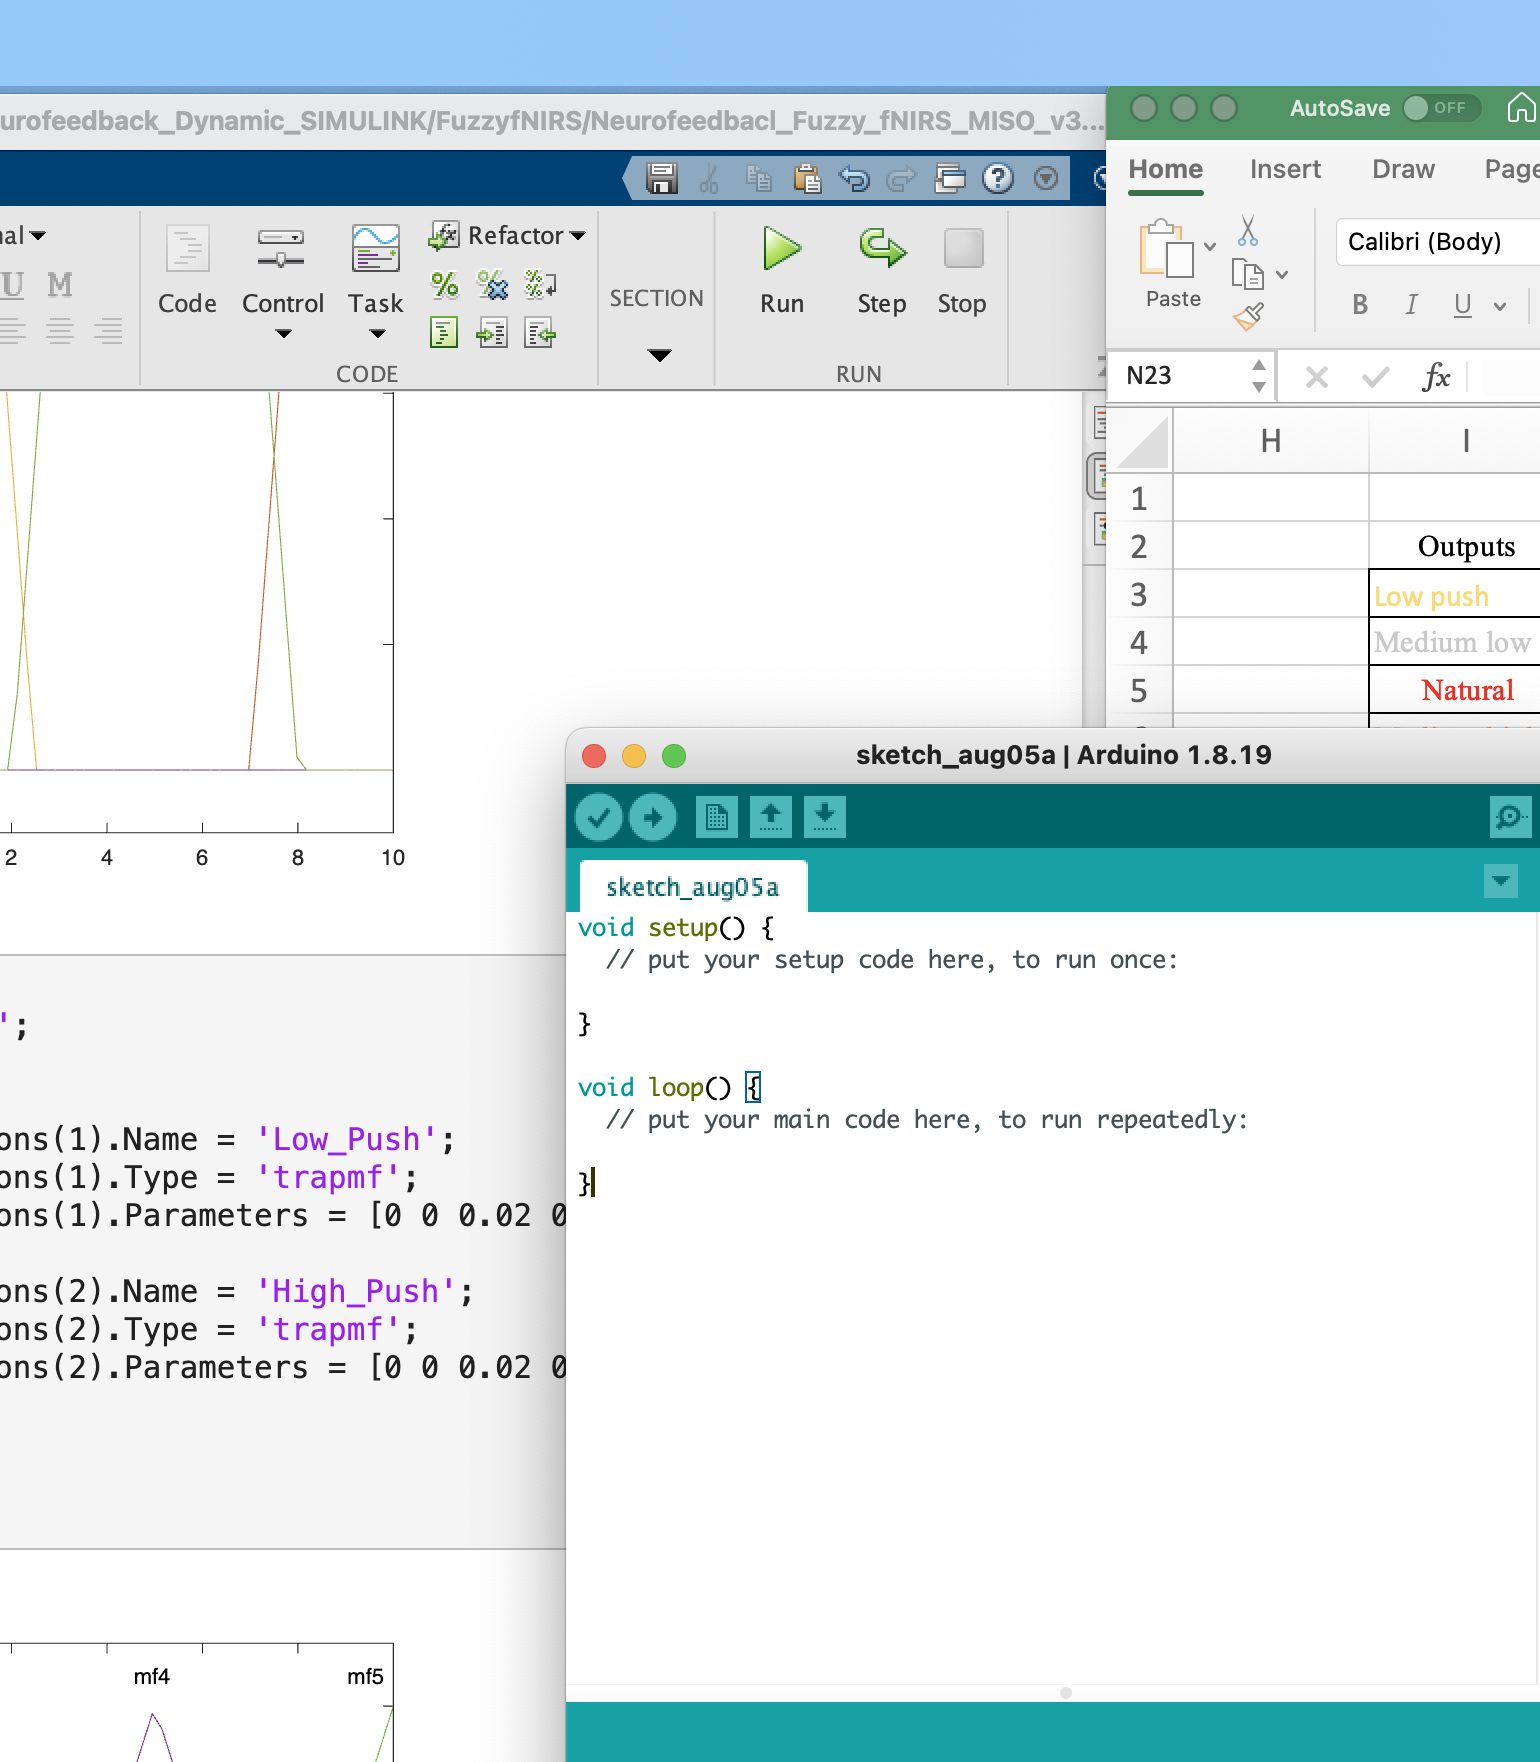 urofeedback_Dynamic_SIMULINK/FuzzyfNIRS/Neurofeedbacl_Fuzzy_fNIRS_MISO_v3...
al
U M
Code
Control
Task
Refactor
CODE
SECTION
Run
Step
Stop
RUN
2 4 6 8 10
';
ons(1).Name = 'Low_Push';
ons(1).Type = 'trapmf';
ons(1).Parameters = [0 0 0.02 0
ons(2).Name = 'High_Push';
ons(2).Type = 'trapmf';
ons(2).Parameters = [0 0 0.02 0
mf4 mf5
AutoSave OFF
Home Insert Draw Page
Paste
Calibri (Body)
B I U
N23
fx
H I
1
2 Outputs
3 Low push
4 Medium low
5 Natural
sketch_aug05a | Arduino 1.8.19
sketch_aug05a
void setup() {
// put your setup code here, to run once:
}
void loop() {
// put your main code here, to run repeatedly:
}